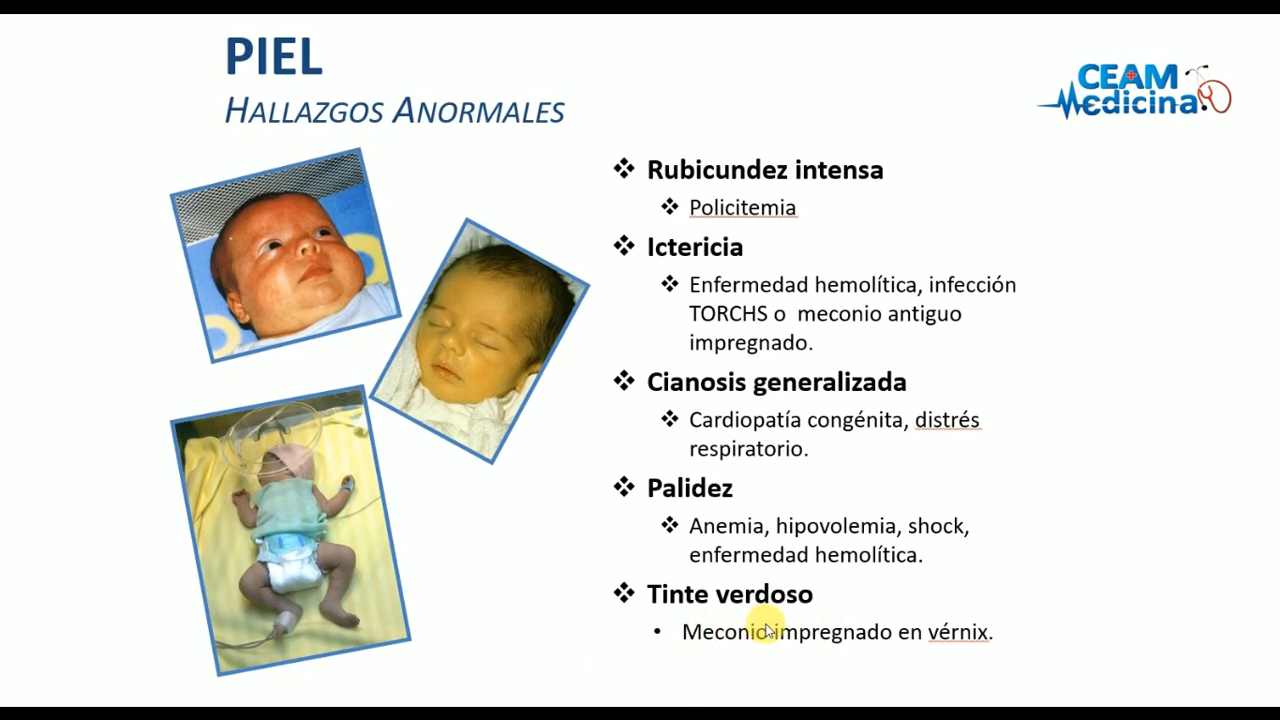 PIEL
HALLAZGOS ANORMALES
CEAM
Medicina
❖ Rubicundez intensa
❖ Policitemia
❖ Ictericia
❖ Enfermedad hemolítica, infección
TORCHS o meconio antiguo
impregnado.
❖ Cianosis generalizada
❖ Cardiopatía congénita, distrés
respiratorio.
❖ Palidez
❖ Anemia, hipovolemia, shock,
enfermedad hemolítica.
❖ Tinte verdoso
• Meconio impregnado en vérnix.